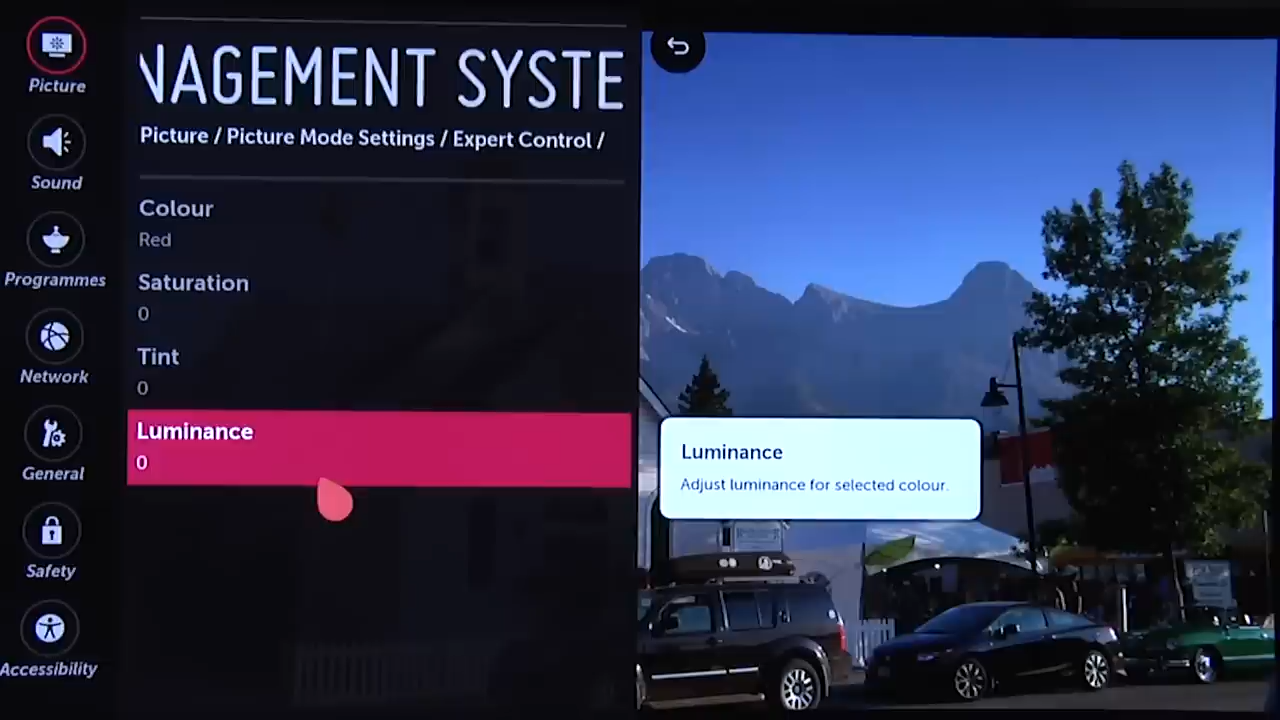 NAGEMENT SYSTE
Picture / Picture Mode Settings / Expert Control /
Picture
Sound
Programmes
Network
General
Safety
Accessibility
Colour
Red
Saturation
0
Tint
0
Luminance
0
Luminance
Adjust luminance for selected colour.